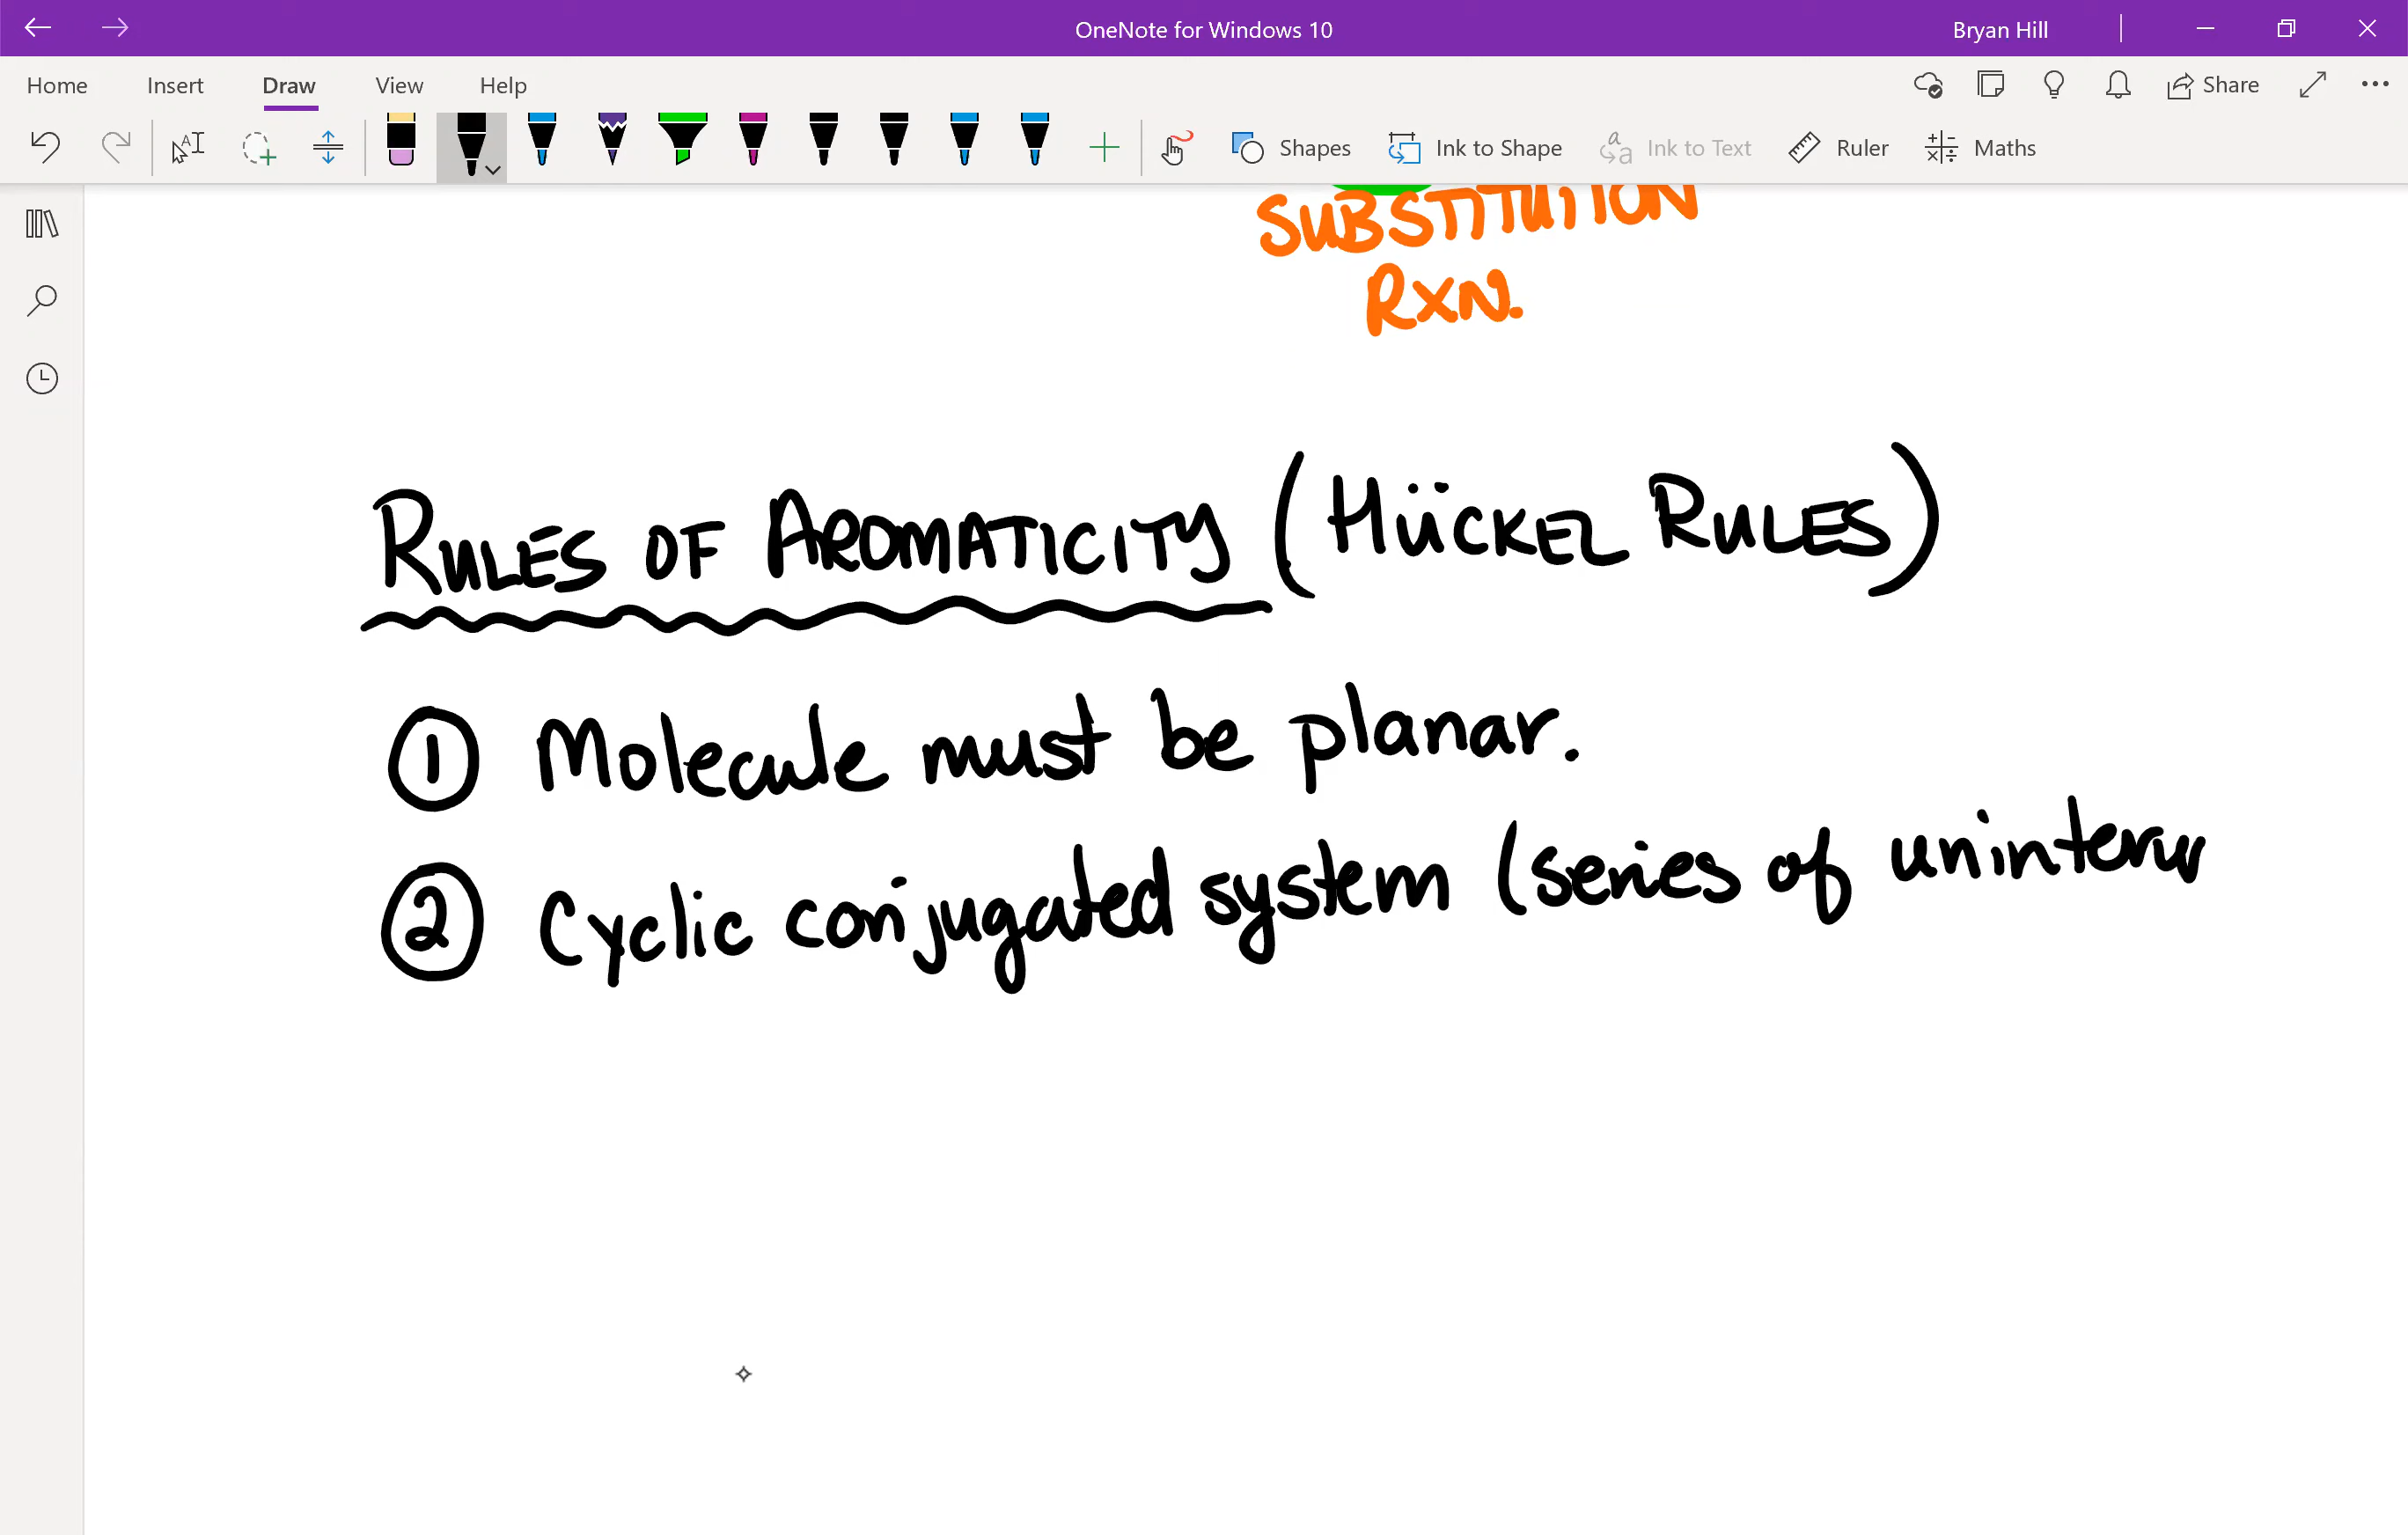 OneNote for Windows 10
Bryan Hill
Home Insert Draw View Help
Share
Shapes Ink to Shape Ink to Text Ruler Maths
SUBSTITUTION
RXN.
RULES OF AROMATICITY (HÜCKEL RULES)
① Molecule must be planar.
② Cyclic conjugated system (series of uninterru